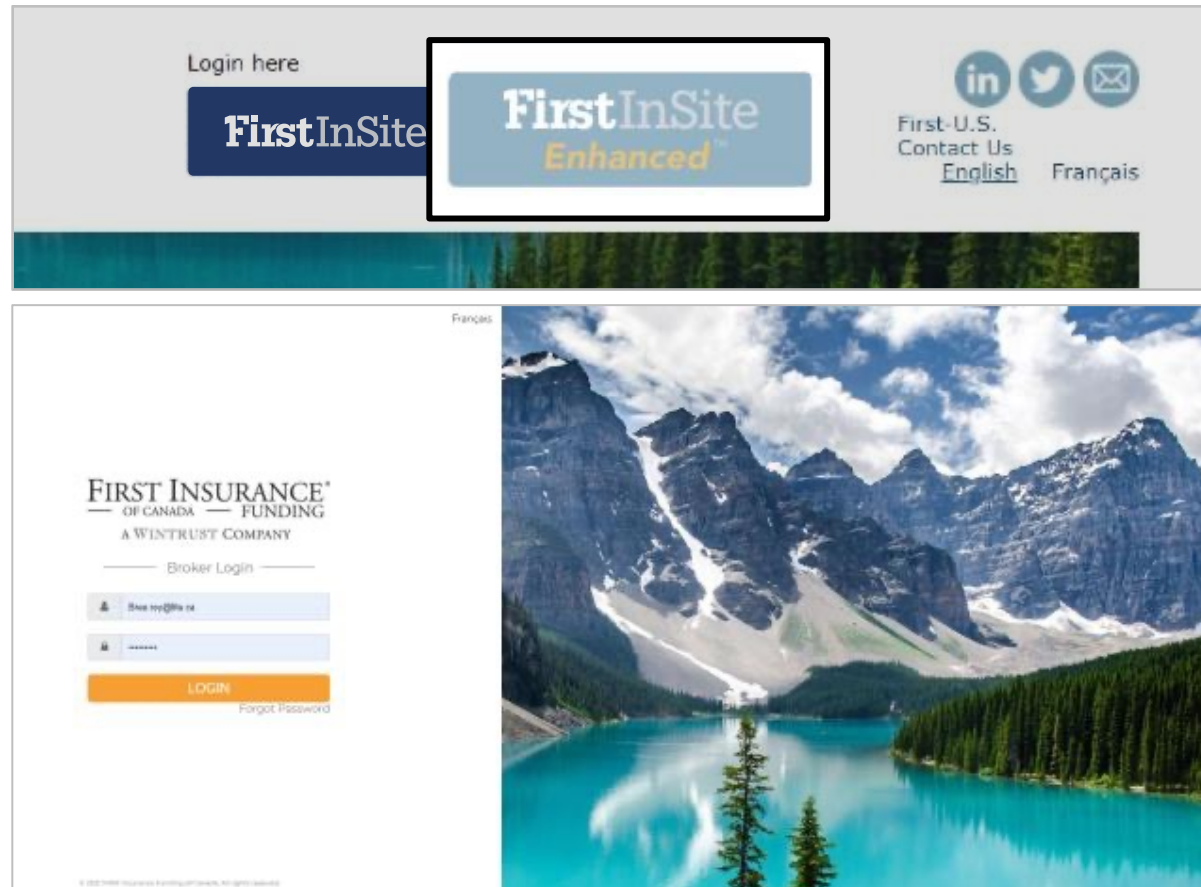 Login here
FirstInSite
FirstInSite
Enhanced™
First-U.S.
Contact Us
English Français
Français
FIRST INSURANCE®
OF CANADA FUNDING
A WINTRUST COMPANY
Broker Login
LOGIN
Forgot Password